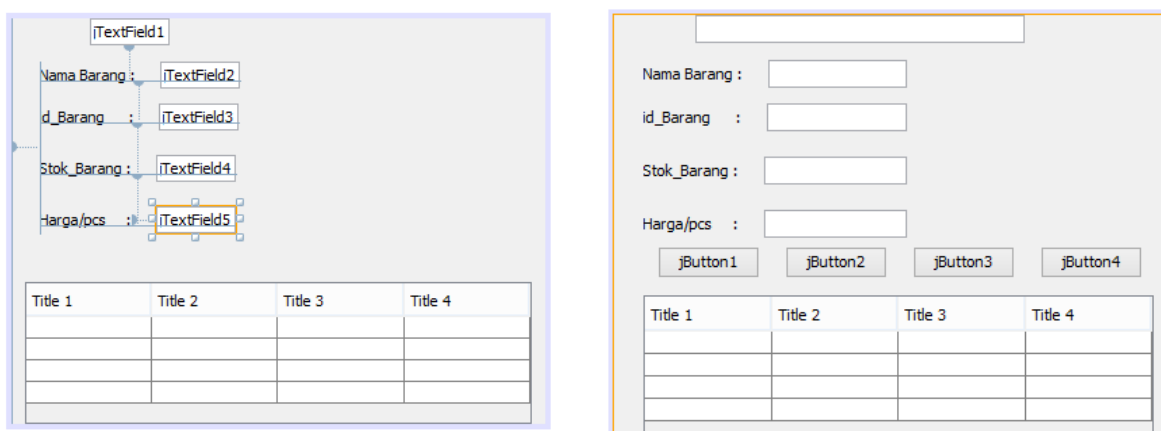 jTextField1
Nama Barang : jTextField2
id_Barang : jTextField3
Stok_Barang : jTextField4
Harga/pcs : jTextField5
Title 1 Title 2 Title 3 Title 4
Nama Barang :
id_Barang :
Stok_Barang :
Harga/pcs :
jButton1 jButton2 jButton3 jButton4
Title 1 Title 2 Title 3 Title 4